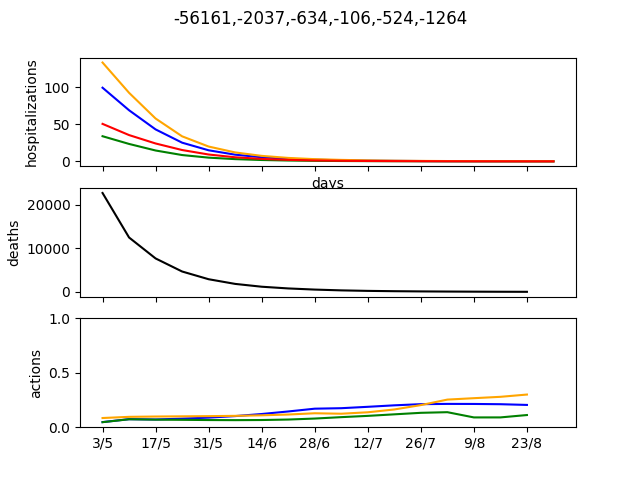 -56161,-2037,-634,-106,-524,-1264
hospitalizations
100
50
0
days
deaths
20000
10000
0
actions
1.0
0.5
0.0
3/5 17/5 31/5 14/6 28/6 12/7 26/7 9/8 23/8